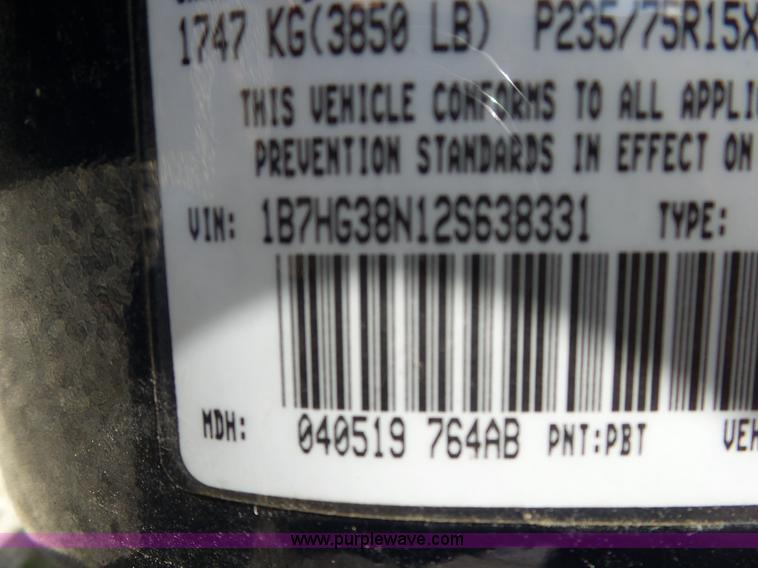 1747 KG(3850 LB) P235/75R15X
THIS VEHICLE CONFORMS TO ALL APPLI
PREVENTION STANDARDS IN EFFECT ON
VIN: 1B7HG38N12S638331 TYPE:
MDH: 040519 764AB PNT:PBT VEH
www.purplewave.com